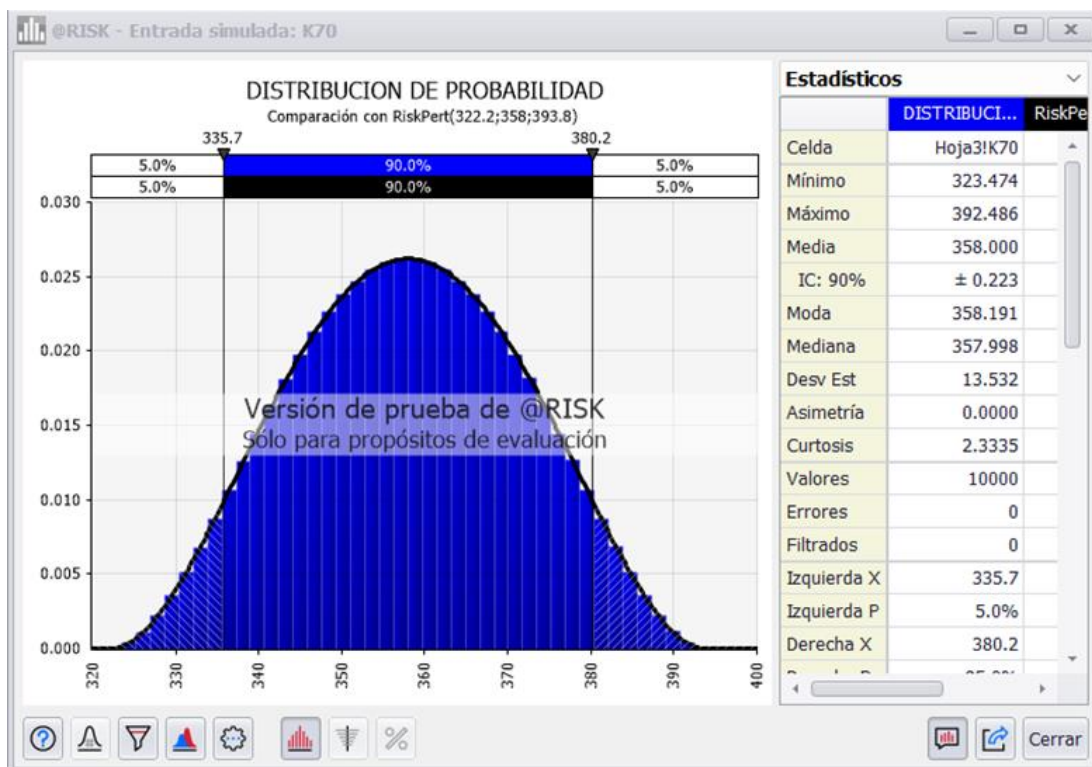 @RISK - Entrada simulada: K70
DISTRIBUCION DE PROBABILIDAD
Comparación con RiskPert(322.2;358;393.8)
335.7 380.2
5.0% 90.0% 5.0%
5.0% 90.0% 5.0%
0.030
0.025
0.020
0.015
0.010
0.005
0.000
320 330 340 350 360 370 380 390 400
Versión de prueba de @RISK
Sólo para propósitos de evaluación
Estadísticos
DISTRIBUCI... RiskPe
Celda Hoja3!K70
Mínimo 323.474
Máximo 392.486
Media 358.000
IC: 90% ± 0.223
Moda 358.191
Mediana 357.998
Desv Est 13.532
Asimetría 0.0000
Curtosis 2.3335
Valores 10000
Errores 0
Filtrados 0
Izquierda X 335.7
Izquierda P 5.0%
Derecha X 380.2
Cerrar